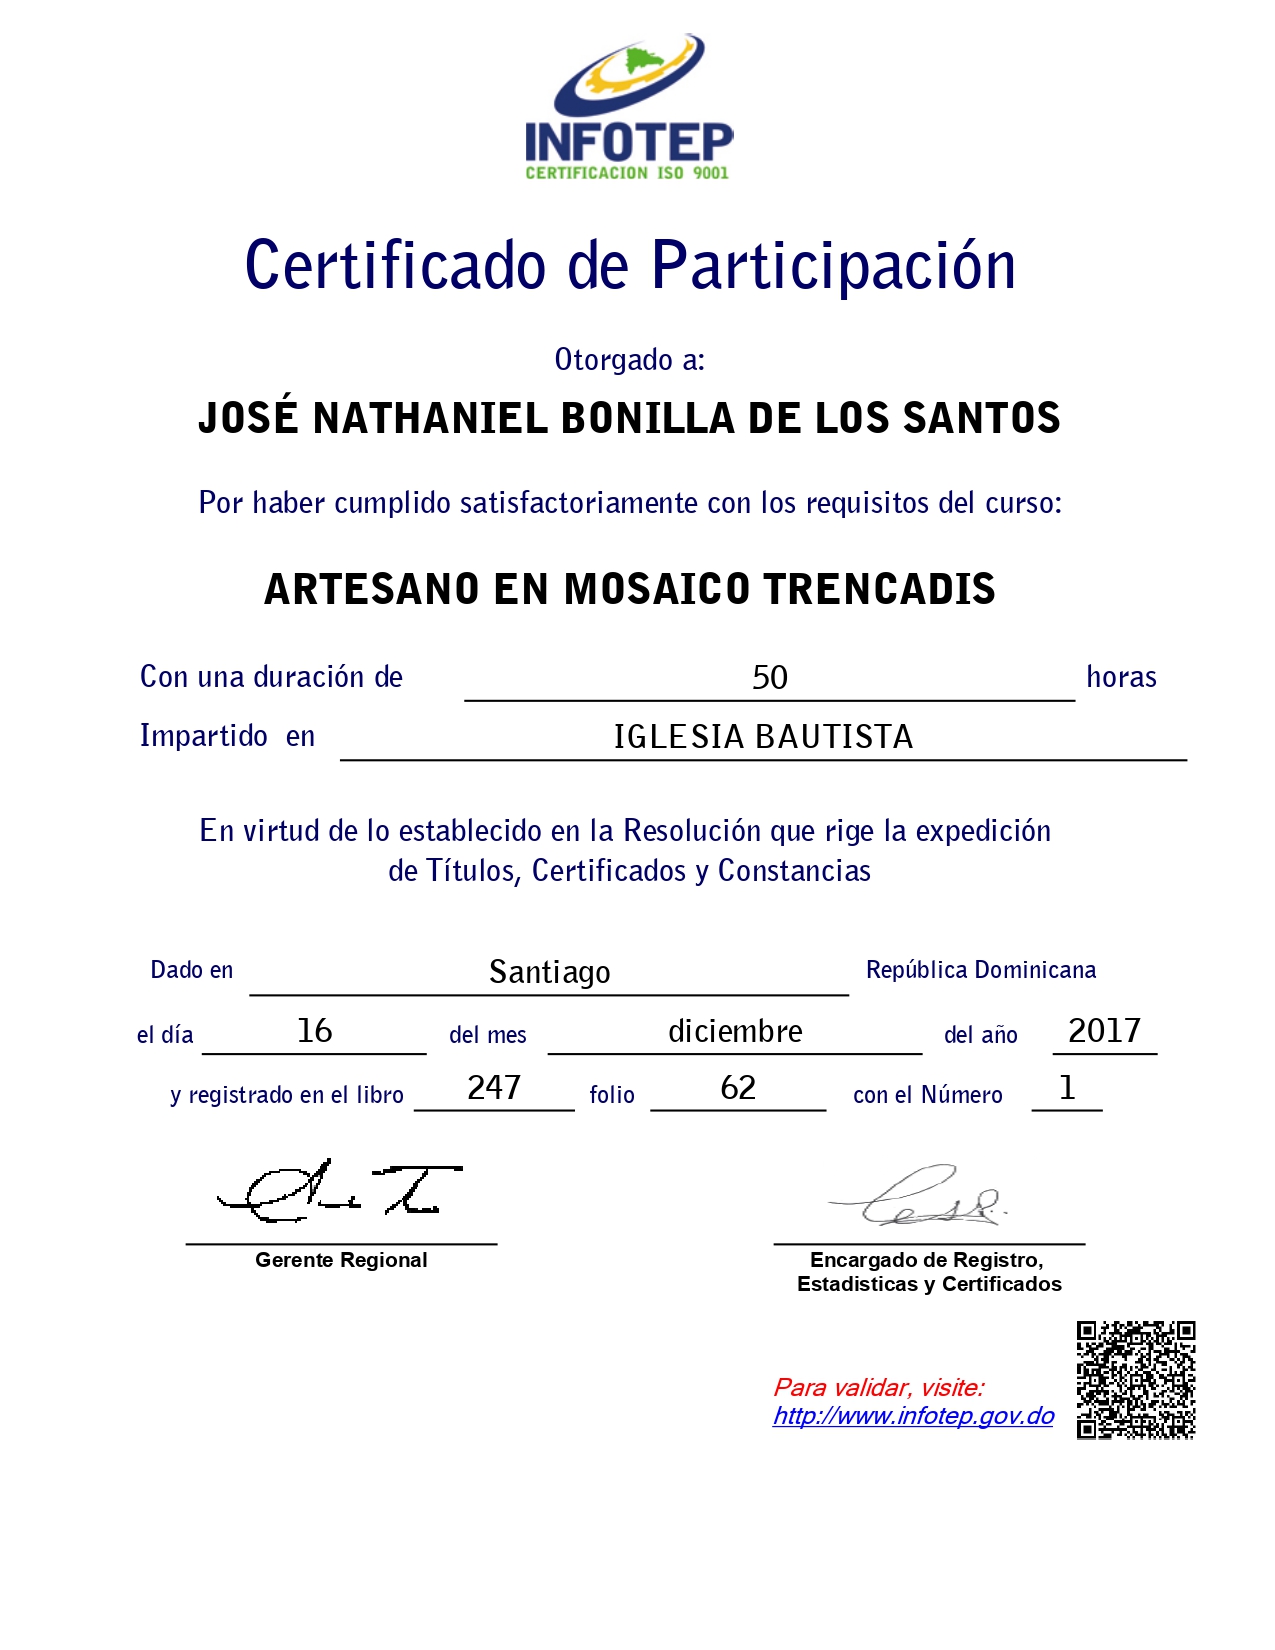 INFOTEP
CERTIFICACION ISO 9001
Certificado de Participación
Otorgado a:
JOSÉ NATHANIEL BONILLA DE LOS SANTOS
Por haber cumplido satisfactoriamente con los requisitos del curso:
ARTESANO EN MOSAICO TRENCADIS
Con una duración de 50 horas
Impartido en IGLESIA BAUTISTA
En virtud de lo establecido en la Resolución que rige la expedición
de Títulos, Certificados y Constancias
Dado en Santiago República Dominicana
el día 16 del mes diciembre del año 2017
y registrado en el libro 247 folio 62 con el Número 1
Gerente Regional
Encargado de Registro,
Estadisticas y Certificados
Para validar, visite:
http://www.infotep.gov.do